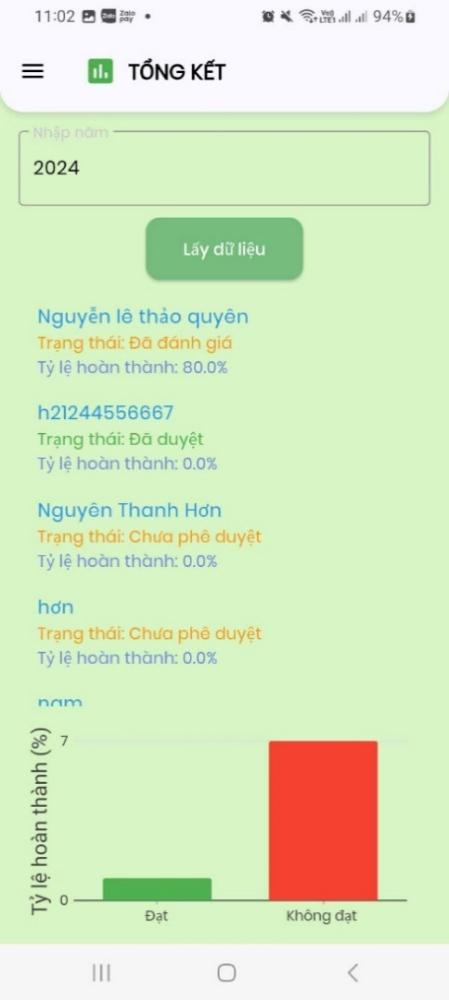 11:02
94%
TỔNG KẾT
Nhập năm
2024
Lấy dữ liệu
Nguyễn lê thảo quyên
Trạng thái: Đã đánh giá
Tỷ lệ hoàn thành: 80.0%
h21244556667
Trạng thái: Đã duyệt
Tỷ lệ hoàn thành: 0.0%
Nguyên Thanh Hơn
Trạng thái: Chưa phê duyệt
Tỷ lệ hoàn thành: 0.0%
hơn
Trạng thái: Chưa phê duyệt
Tỷ lệ hoàn thành: 0.0%
nam
Tỷ lệ hoàn thành (%)
7
0
Đạt
Không đạt